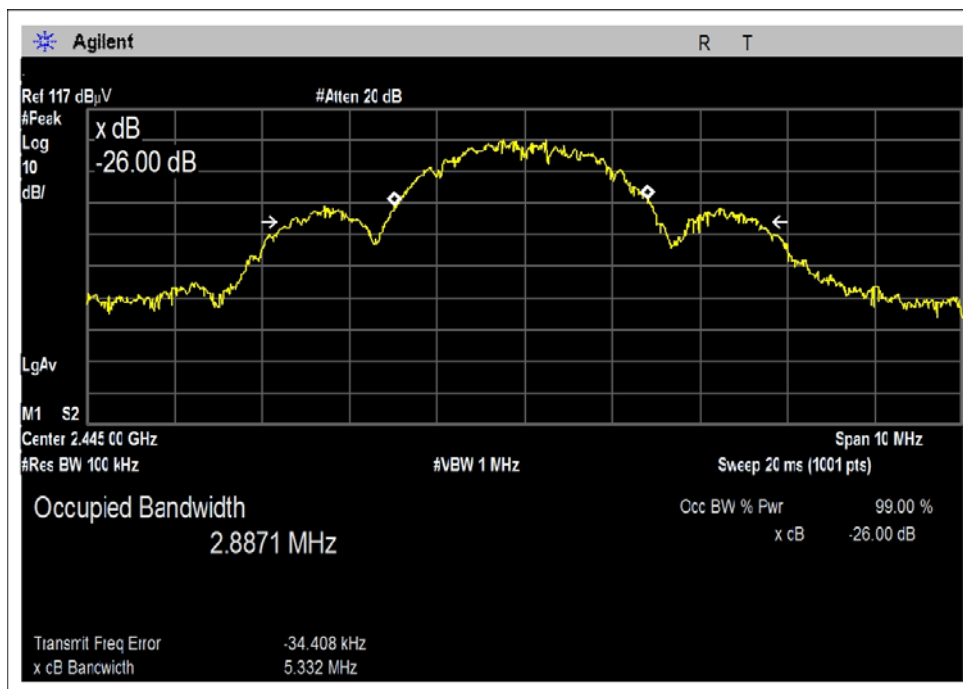 Agilent
R T
Ref 117 dBµV
#Atten 20 dB
#Peak
Log
10
dB/
x dB
-26.00 dB
LgAv
M1 S2
Center 2.445 00 GHz
Span 10 MHz
#Res BW 100 kHz
#VBW 1 MHz
Sweep 20 ms (1001 pts)
Occupied Bandwidth
2.8871 MHz
Occ BW % Pwr 99.00 %
x dB -26.00 dB
Transmit Freq Error -34.408 kHz
x dB Bandwidth 5.332 MHz